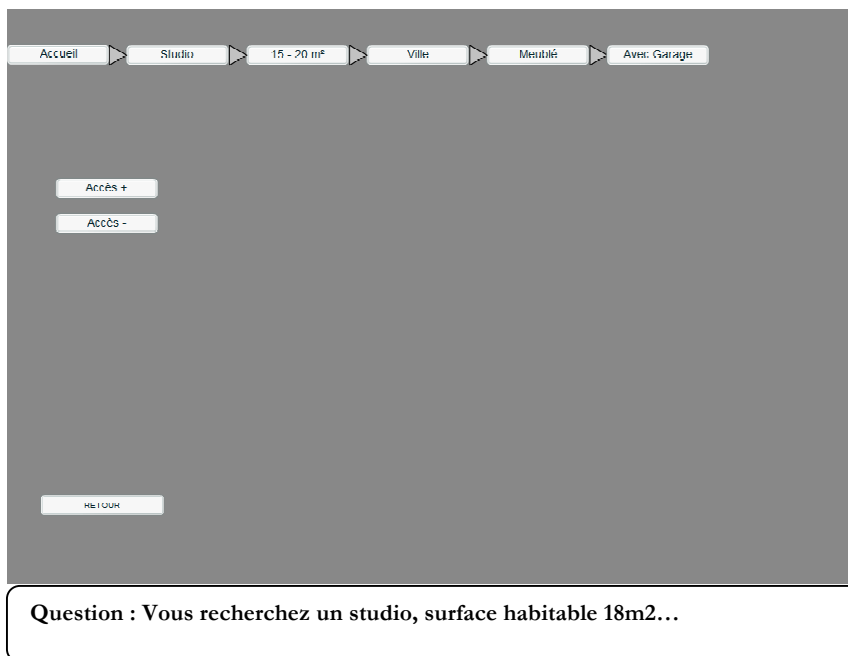 Accueil Studio 15 - 20 m² Ville Meublé Avec Garage
Accès +
Accès -
RETOUR
Question : Vous recherchez un studio, surface habitable 18m2…